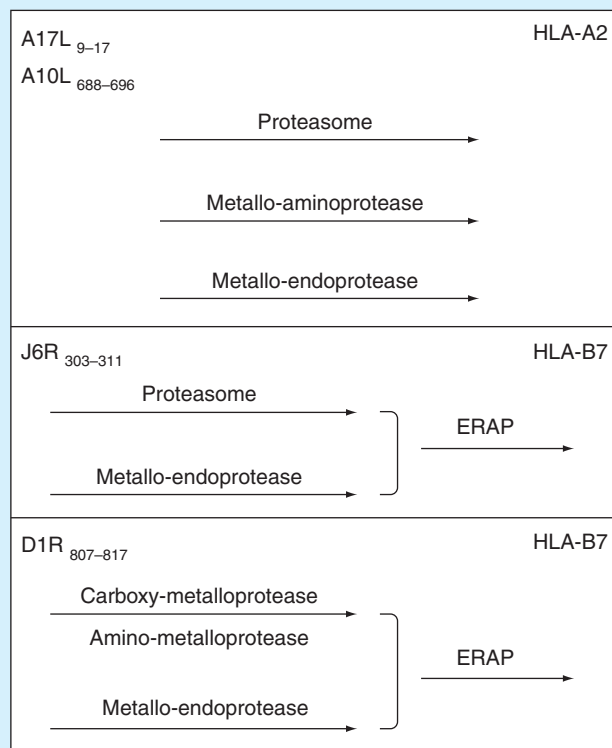 A17L 9–17 HLA-A2
A10L 688–696
Proteasome
Metallo-aminoprotease
Metallo-endoprotease
J6R 303–311 HLA-B7
Proteasome
ERAP
Metallo-endoprotease
D1R 807–817 HLA-B7
Carboxy-metalloprotease
Amino-metalloprotease
ERAP
Metallo-endoprotease